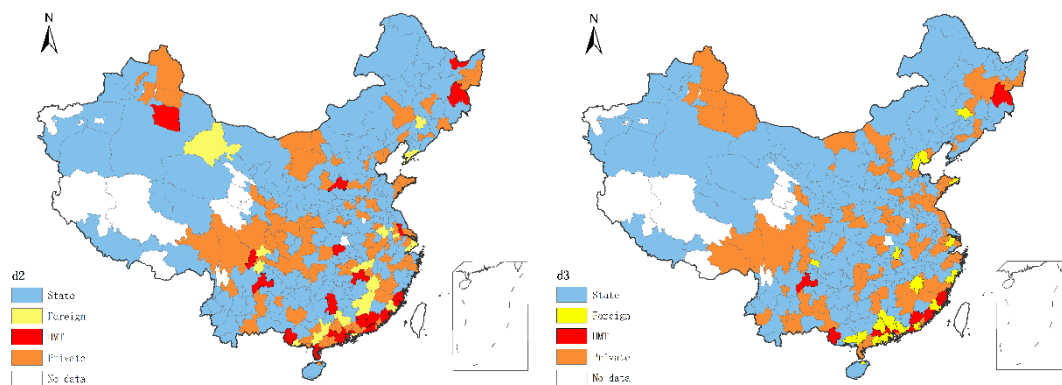 N
d2
State
Foreign
HMT
Private
No data
N
d3
State
Foreign
HMT
Private
No data